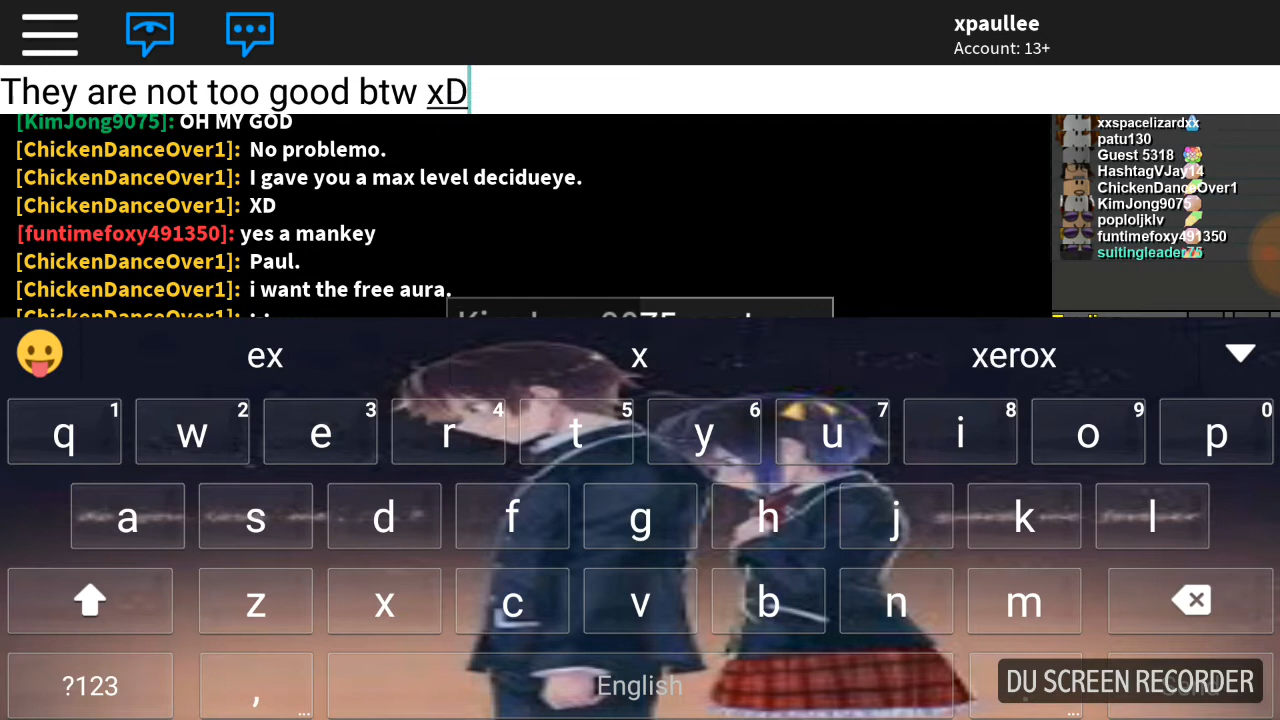 xpaullee
Account: 13+
They are not too good btw xD
[KimJong9075]: OH MY GOD
[ChickenDanceOver1]: No problemo.
[ChickenDanceOver1]: I gave you a max level decidueye.
[ChickenDanceOver1]: XD
[funtimefoxy491350]: yes a mankey
[ChickenDanceOver1]: Paul.
[ChickenDanceOver1]: i want the free aura.
[ChickenDanceOver1]:
xxspacelizardxx
patu130
Guest 5318
HashtagVJay14
ChickenDanceOver1
KimJong9075
poploljklv
funtimefoxy491350
suitingleader75
ex x xerox
1 2 3 4 5 6 7 8 9 0
q w e r t y u i o p
a s d f g h j k l
z x c v b n m
?123 , ... English ...
DU SCREEN RECORDER